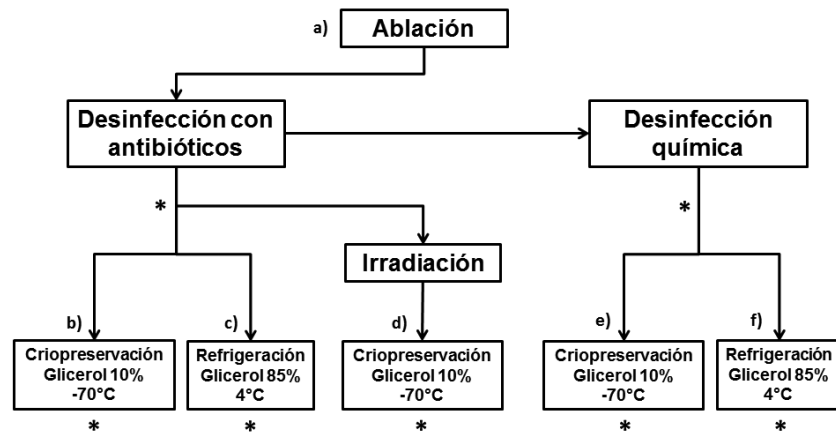 a) Ablación
Desinfección con
antibióticos
Desinfección
química
*
*
Irradiación
b)
c)
d)
e)
f)
Criopreservación
Glicerol 10%
-70°C
Refrigeración
Glicerol 85%
4°C
Criopreservación
Glicerol 10%
-70°C
Criopreservación
Glicerol 10%
-70°C
Refrigeración
Glicerol 85%
4°C
* * * * *